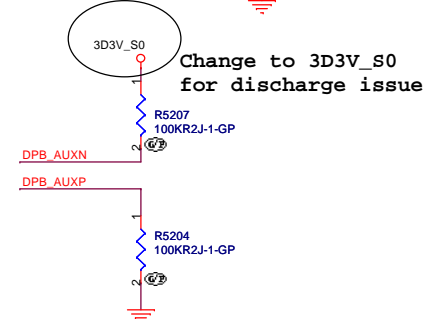 3D3V_S0
Change to 3D3V_S0
for discharge issue
1
R5207
100KR2J-1-GP
2
G/P
DPB_AUXN
DPB_AUXP
1
R5204
100KR2J-1-GP
2
G/P